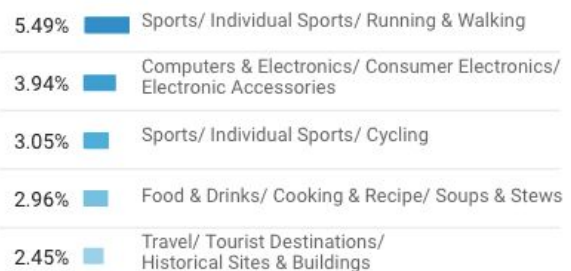 5.49% Sports/ Individual Sports/ Running & Walking
Computers & Electronics/ Consumer Electronics/
3.94% Electronic Accessories
3.05% Sports/ Individual Sports/ Cycling
2.96% Food & Drinks/ Cooking & Recipe/ Soups & Stews
Travel/ Tourist Destinations/
2.45% Historical Sites & Buildings